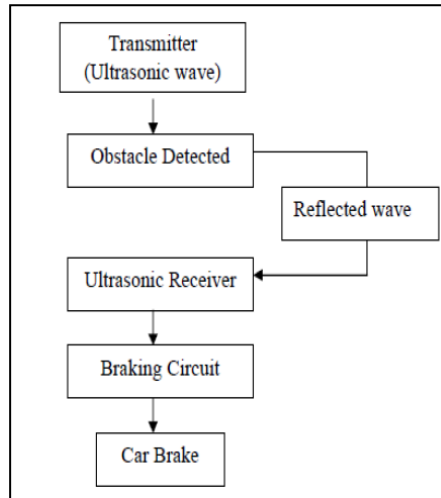 Transmitter
(Ultrasonic wave)
Obstacle Detected
Reflected wave
Ultrasonic Receiver
Braking Circuit
Car Brake